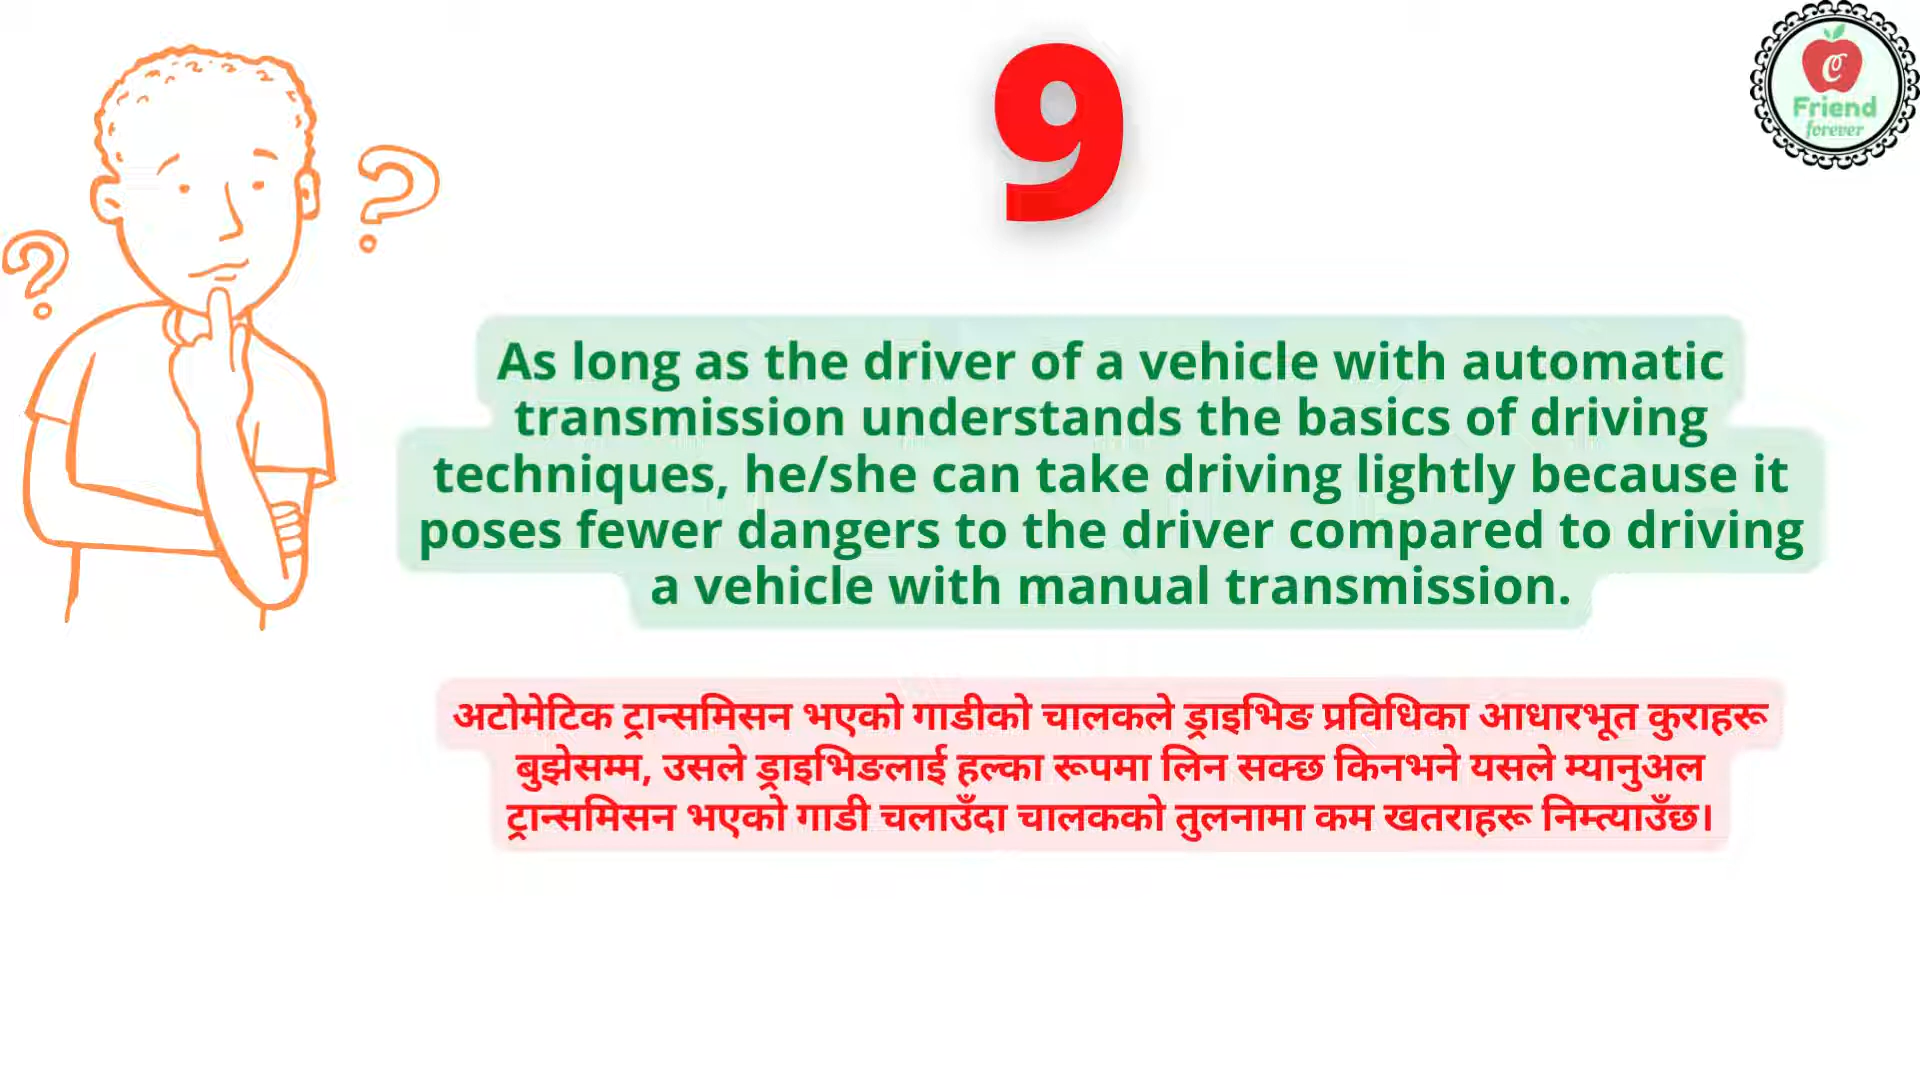 9
C
Friend
forever
As long as the driver of a vehicle with automatic
transmission understands the basics of driving
techniques, he/she can take driving lightly because it
poses fewer dangers to the driver compared to driving
a vehicle with manual transmission.
अटोमेटिक ट्रान्समिसन भएको गाडीको चालकले ड्राइभिङ प्रविधिका आधारभूत कुराहरू
बुझेसम्म, उसले ड्राइभिङलाई हल्का रूपमा लिन सक्छ किनभने यसले म्यानुअल
ट्रान्समिसन भएको गाडी चलाउँदा चालकको तुलनामा कम खतराहरू निम्त्याउँछ।